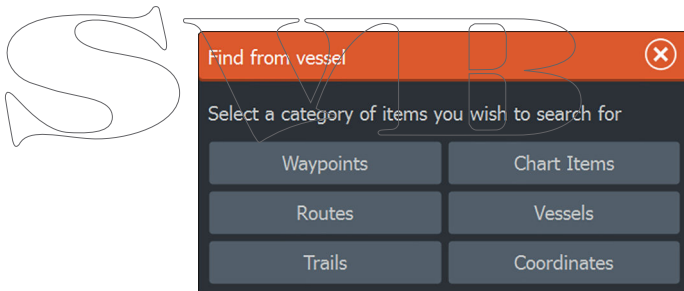 SVB
Find from vessel
Select a category of items you wish to search for
Waypoints Chart Items
Routes Vessels
Trails Coordinates